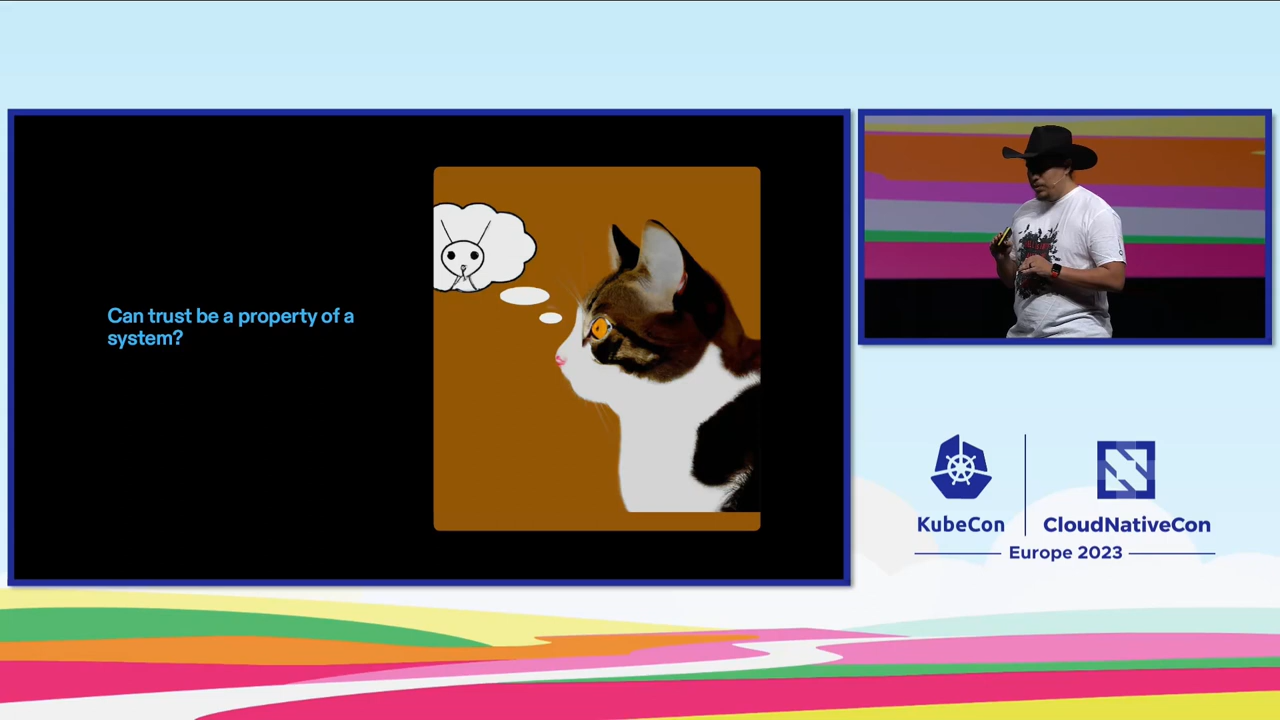 Can trust be a property of a
system?
KubeCon
CloudNativeCon
Europe 2023